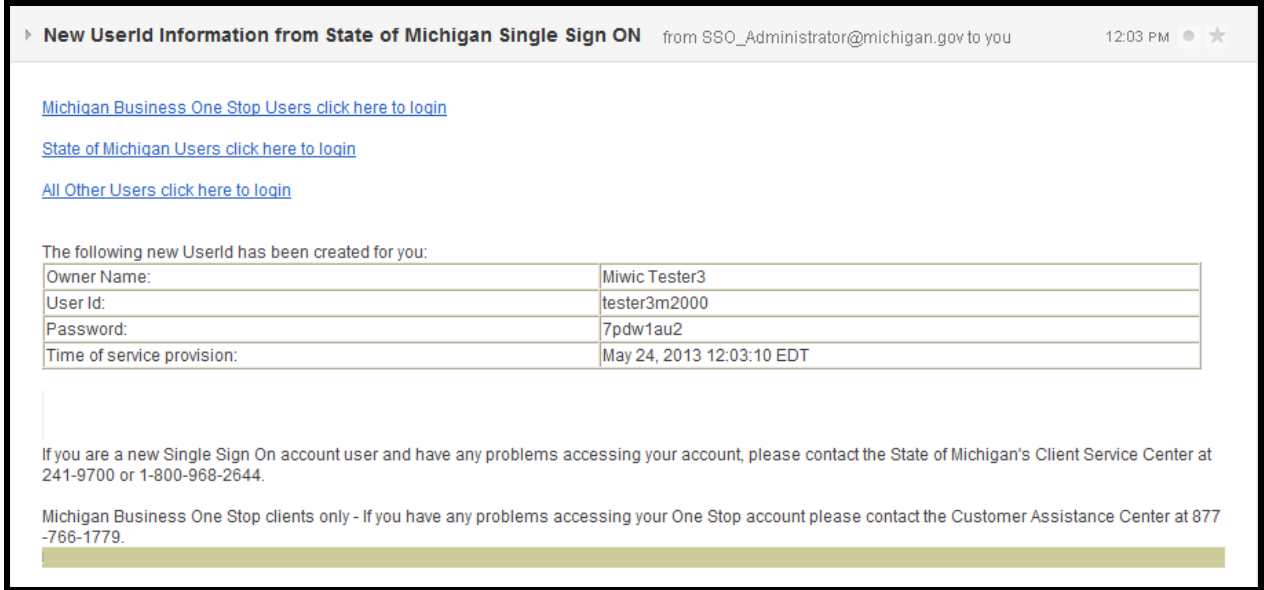 New UserId Information from State of Michigan Single Sign ON from SSO_Administrator@michigan.gov to you 12:03 PM
Michigan Business One Stop Users click here to login
State of Michigan Users click here to login
All Other Users click here to login
The following new UserId has been created for you:
Owner Name: Miwic Tester3
User Id: tester3m2000
Password: 7pdw1au2
Time of service provision: May 24, 2013 12:03:10 EDT
If you are a new Single Sign On account user and have any problems accessing your account, please contact the State of Michigan's Client Service Center at
241-9700 or 1-800-968-2644.
Michigan Business One Stop clients only - If you have any problems accessing your One Stop account please contact the Customer Assistance Center at 877
-766-1779.